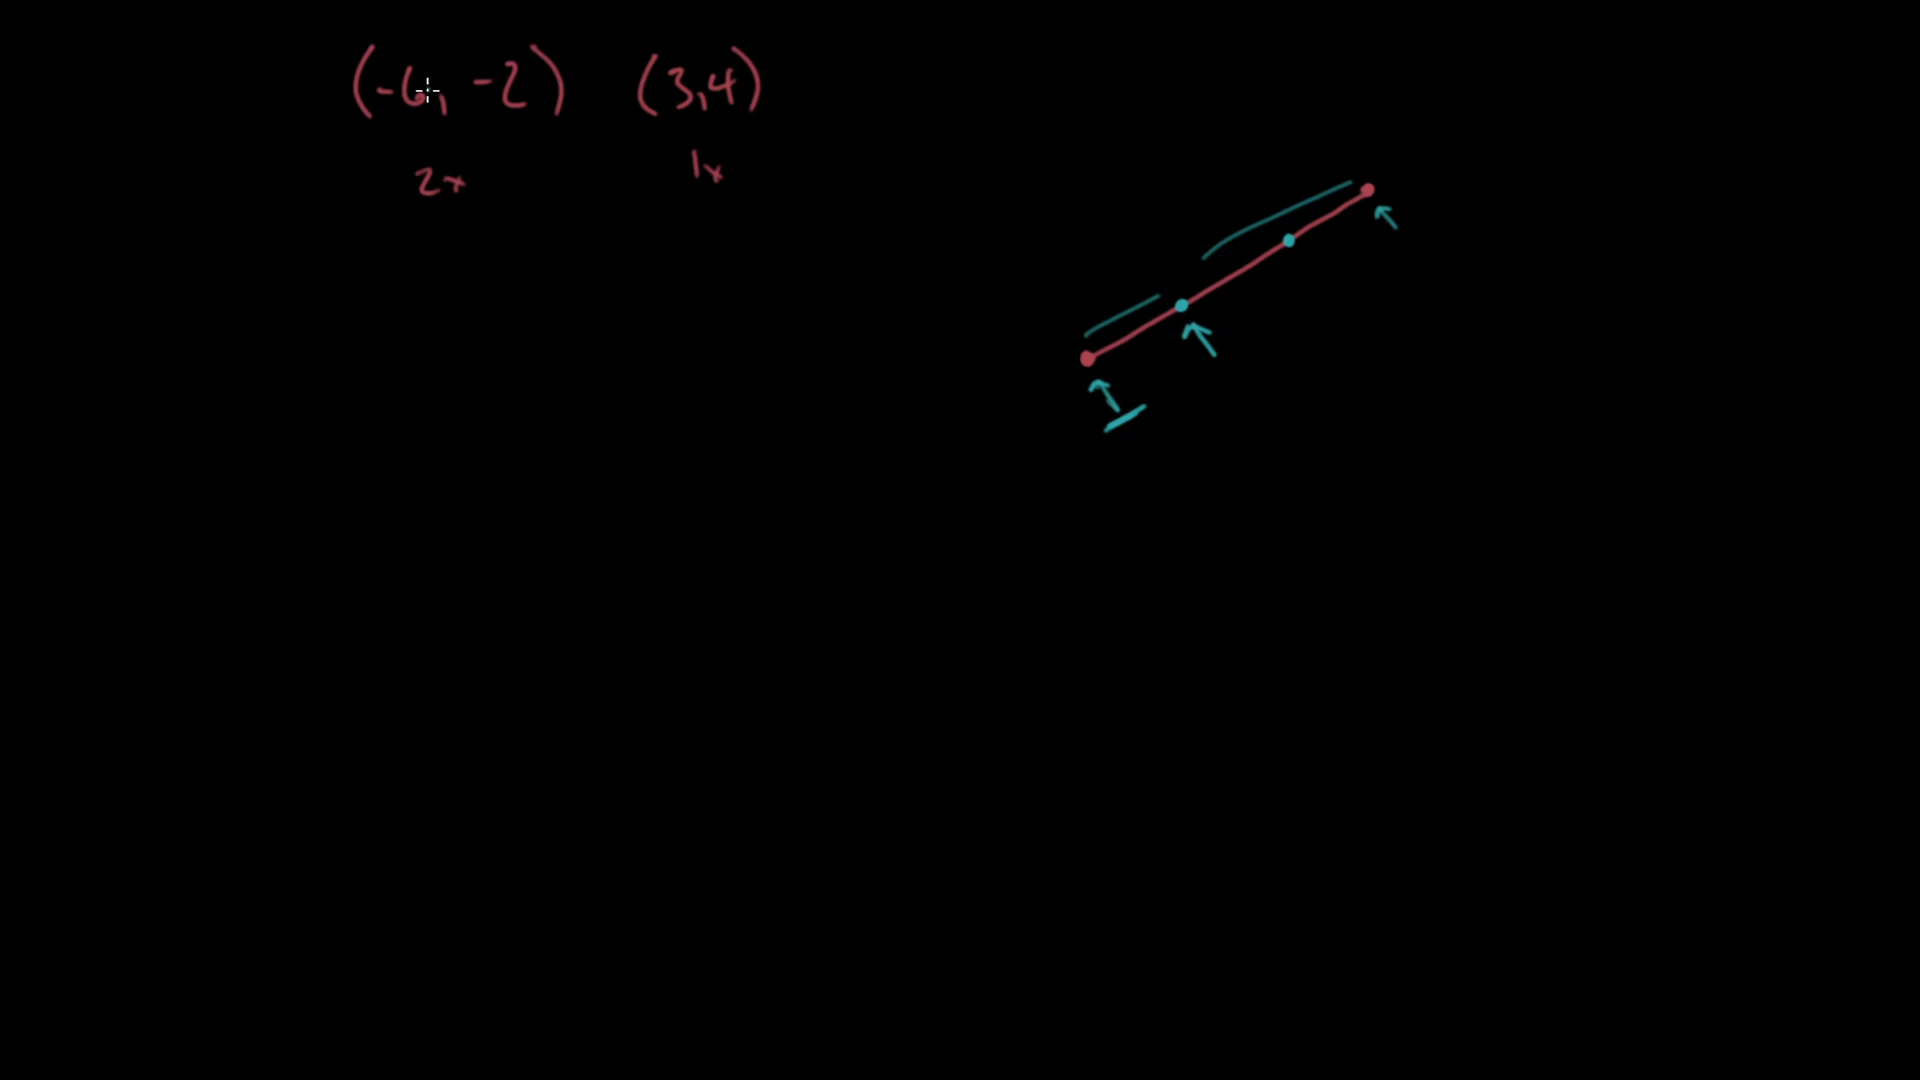 (-6, -2) (3,4)
2x 1x